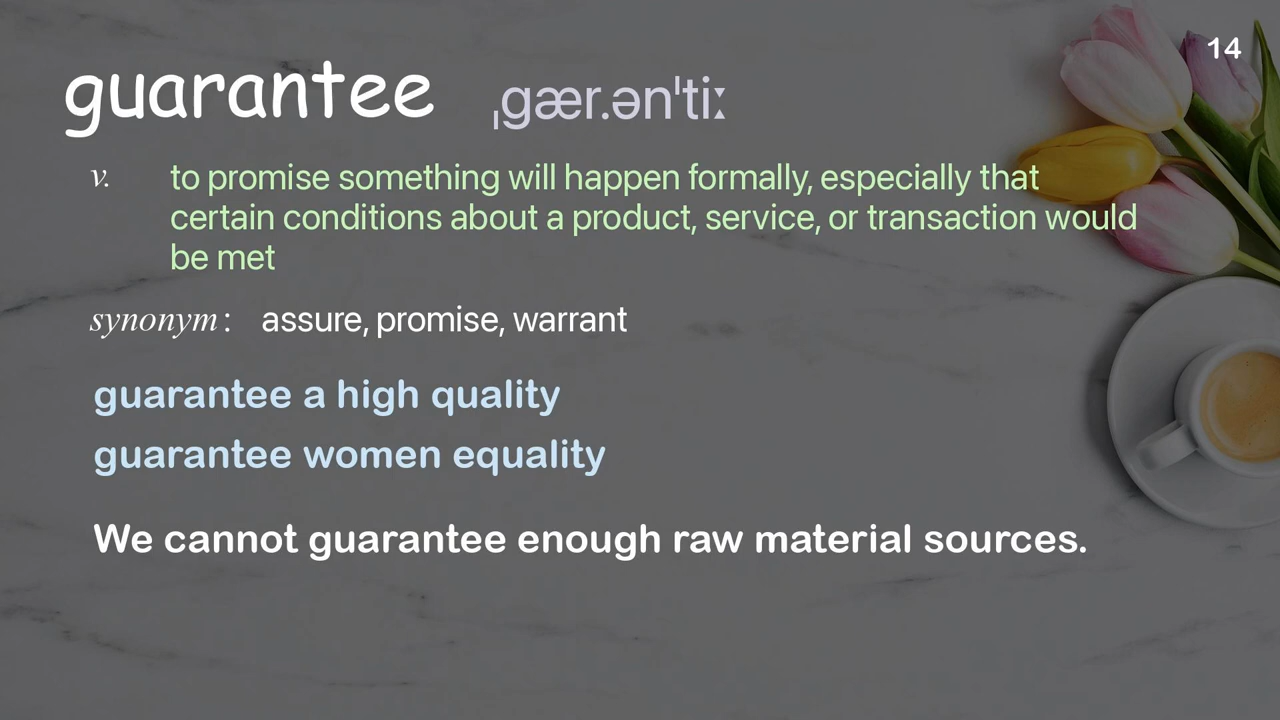 14
guarantee ˌɡær.ənˈtiː
v. to promise something will happen formally, especially that
certain conditions about a product, service, or transaction would
be met
synonym : assure, promise, warrant
guarantee a high quality
guarantee women equality
We cannot guarantee enough raw material sources.